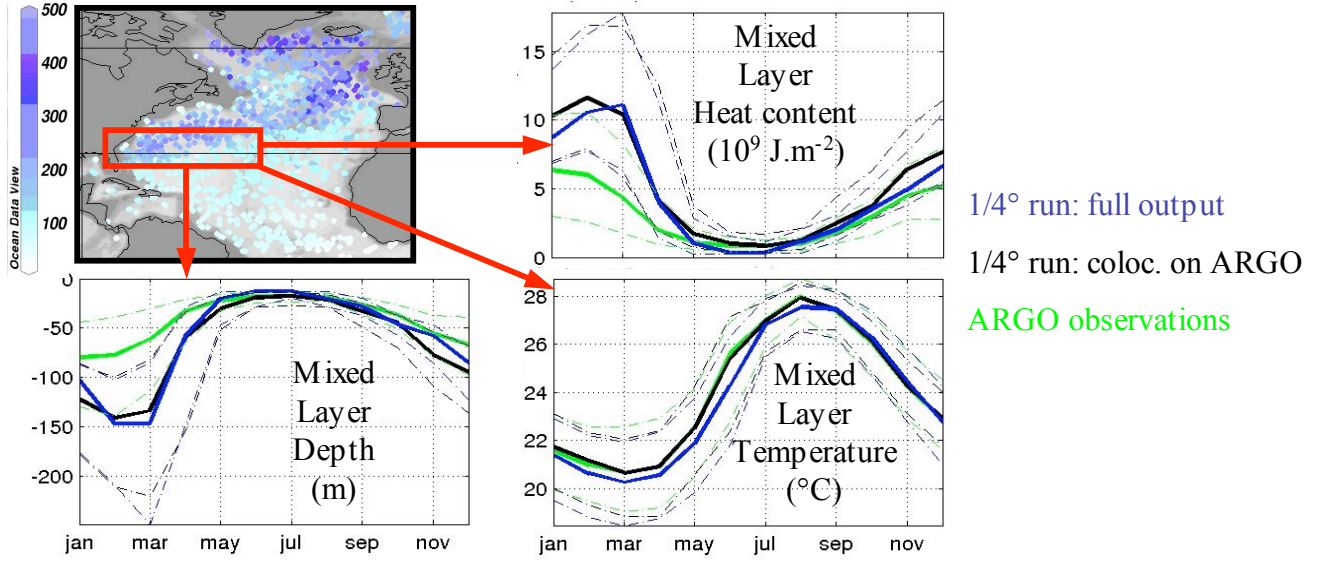 500
400
300
200
100
Ocean Data View
Mixed
Layer
Heat content
(10⁹ J.m⁻²)
15
10
5
0
1/4° run: full output
1/4° run: coloc. on ARGO
ARGO observations
0
-50
-100
-150
-200
Mixed
Layer
Depth
(m)
jan mar may jul sep nov
28
26
24
22
20
Mixed
Layer
Temperature
(°C)
jan mar may jul sep nov